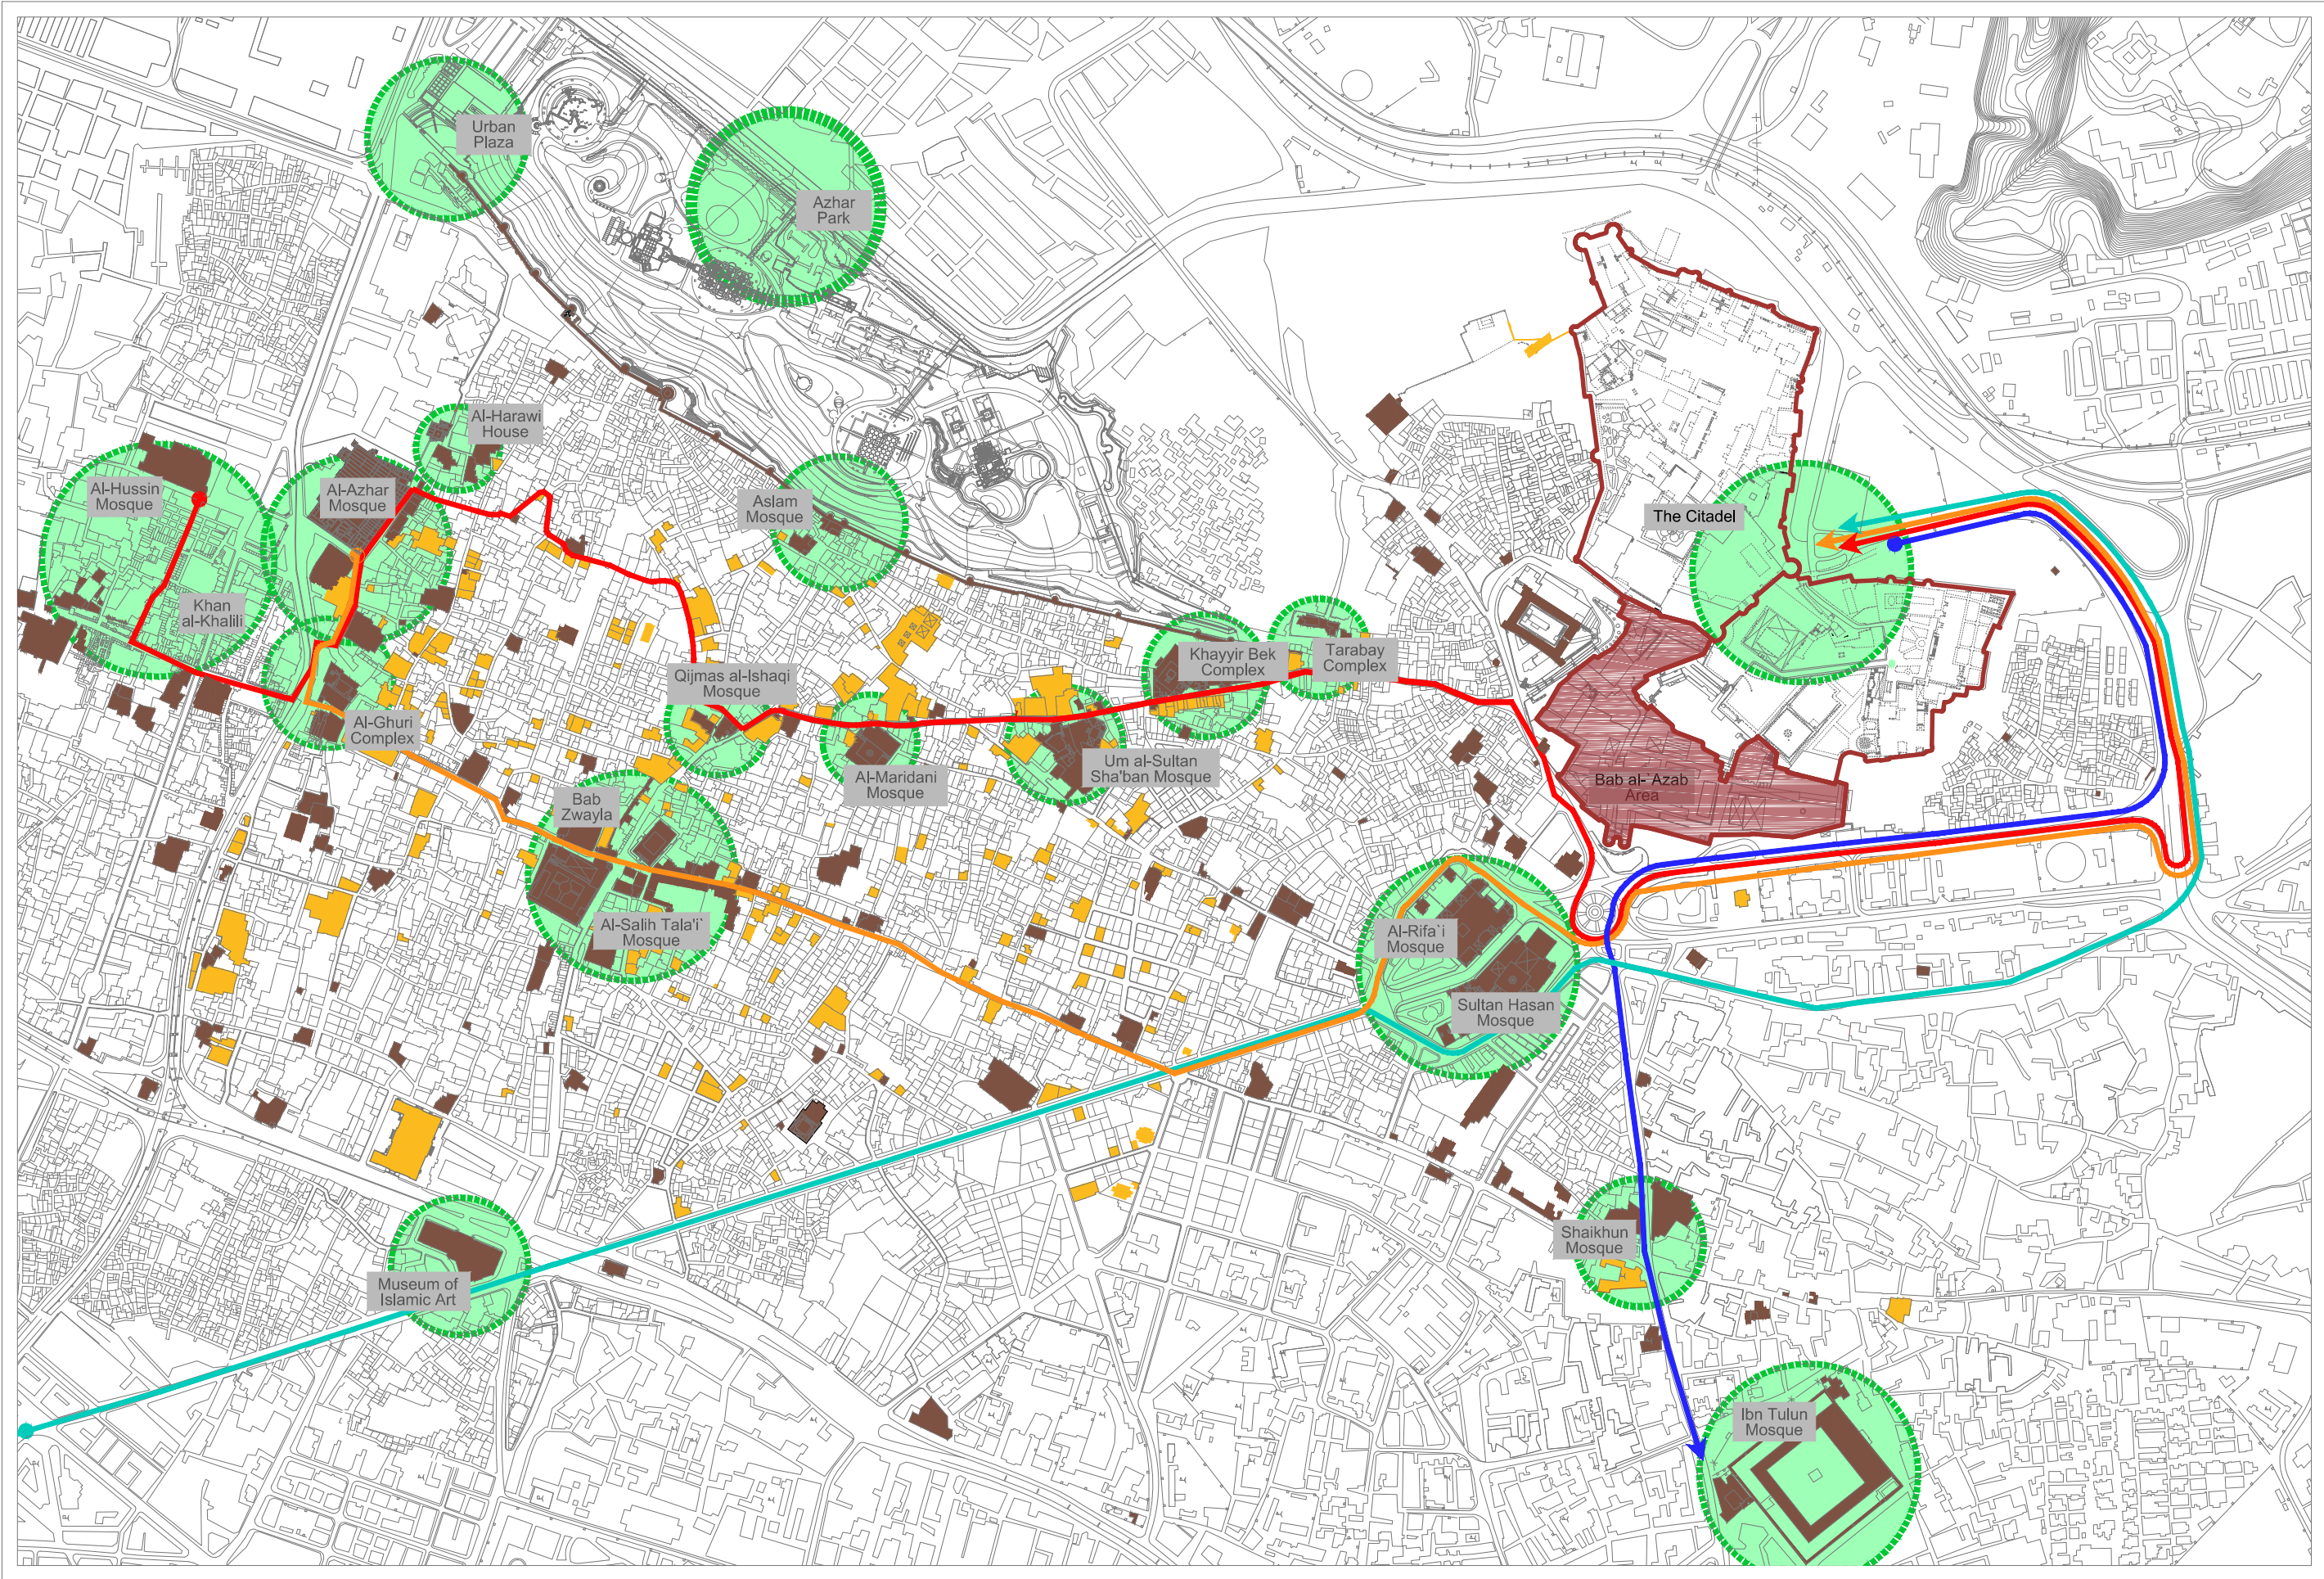 Urban
Plaza
Azhar
Park
Al-Harawi
House
Al-Hussin
Mosque
Al-Azhar
Mosque
Aslam
Mosque
The Citadel
Khan
al-Khalili
Qijmas al-Ishaqi
Mosque
Khayyir Bek
Complex
Tarabay
Complex
Al-Ghuri
Complex
Al-Maridani
Mosque
Um al-Sultan
Sha'ban Mosque
Bab al-`Azab
Area
Bab
Zwayla
Al-Salih Tala'i`
Mosque
Al-Rifa`i
Mosque
Sultan Hasan
Mosque
Shaikhun
Mosque
Museum of
Islamic Art
Ibn Tulun
Mosque